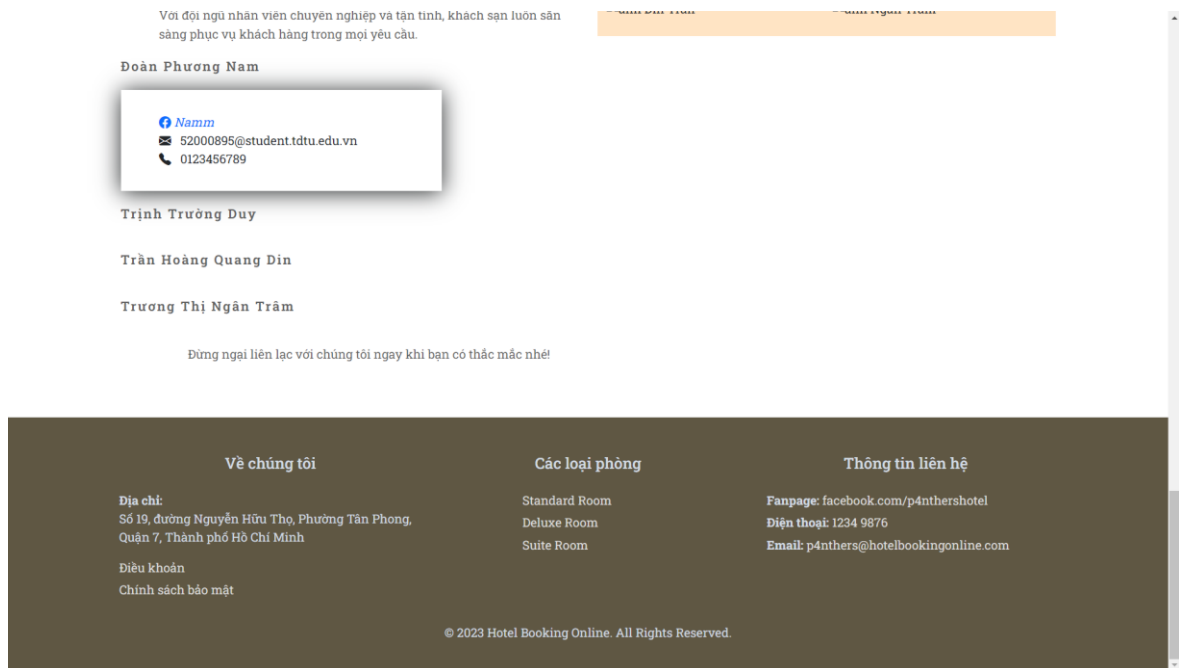 Với đội ngũ nhân viên chuyên nghiệp và tận tình, khách sạn luôn sẵn
sàng phục vụ khách hàng trong mọi yêu cầu.
Đoàn Phương Nam
Namm
52000895@student.tdtu.edu.vn
0123456789
Trịnh Trường Duy
Trần Hoàng Quang Din
Trương Thị Ngân Trâm
Đừng ngại liên lạc với chúng tôi ngay khi bạn có thắc mắc nhé!
Về chúng tôi
Địa chỉ:
Số 19, đường Nguyễn Hữu Thọ, Phường Tân Phong,
Quận 7, Thành phố Hồ Chí Minh
Điều khoản
Chính sách bảo mật
Các loại phòng
Standard Room
Deluxe Room
Suite Room
Thông tin liên hệ
Fanpage: facebook.com/p4nthershotel
Điện thoại: 1234 9876
Email: p4nthers@hotelbookingonline.com
© 2023 Hotel Booking Online. All Rights Reserved.